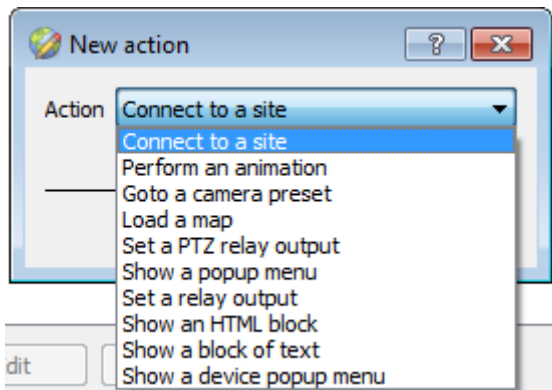 New action
?
Action Connect to a site
Connect to a site
Perform an animation
Goto a camera preset
Load a map
Set a PTZ relay output
Show a popup menu
Set a relay output
Show an HTML block
Show a block of text
Show a device popup menu